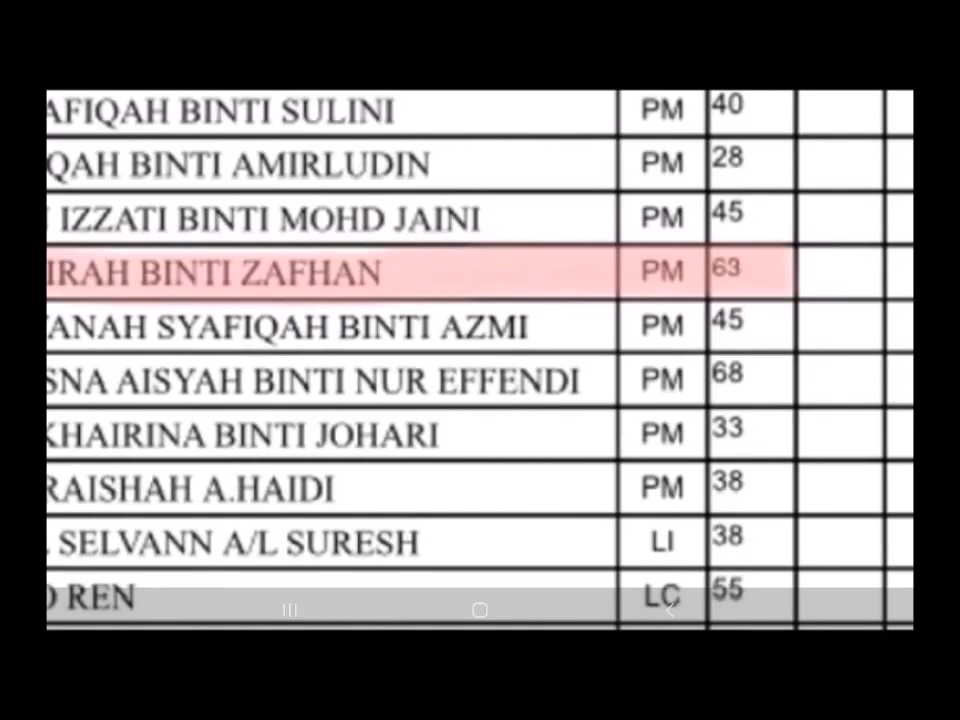 AFIQAH BINTI SULINI PM 40
QAH BINTI AMIRLUDIN PM 28
IZZATI BINTI MOHD JAINI PM 45
IRAH BINTI ZAFHAN PM 63
ANAH SYAFIQAH BINTI AZMI PM 45
SNA AISYAH BINTI NUR EFFENDI PM 68
KHAIRINA BINTI JOHARI PM 33
RAISHAH A.HAIDI PM 38
SELVANN A/L SURESH LI 38
REN LC 55